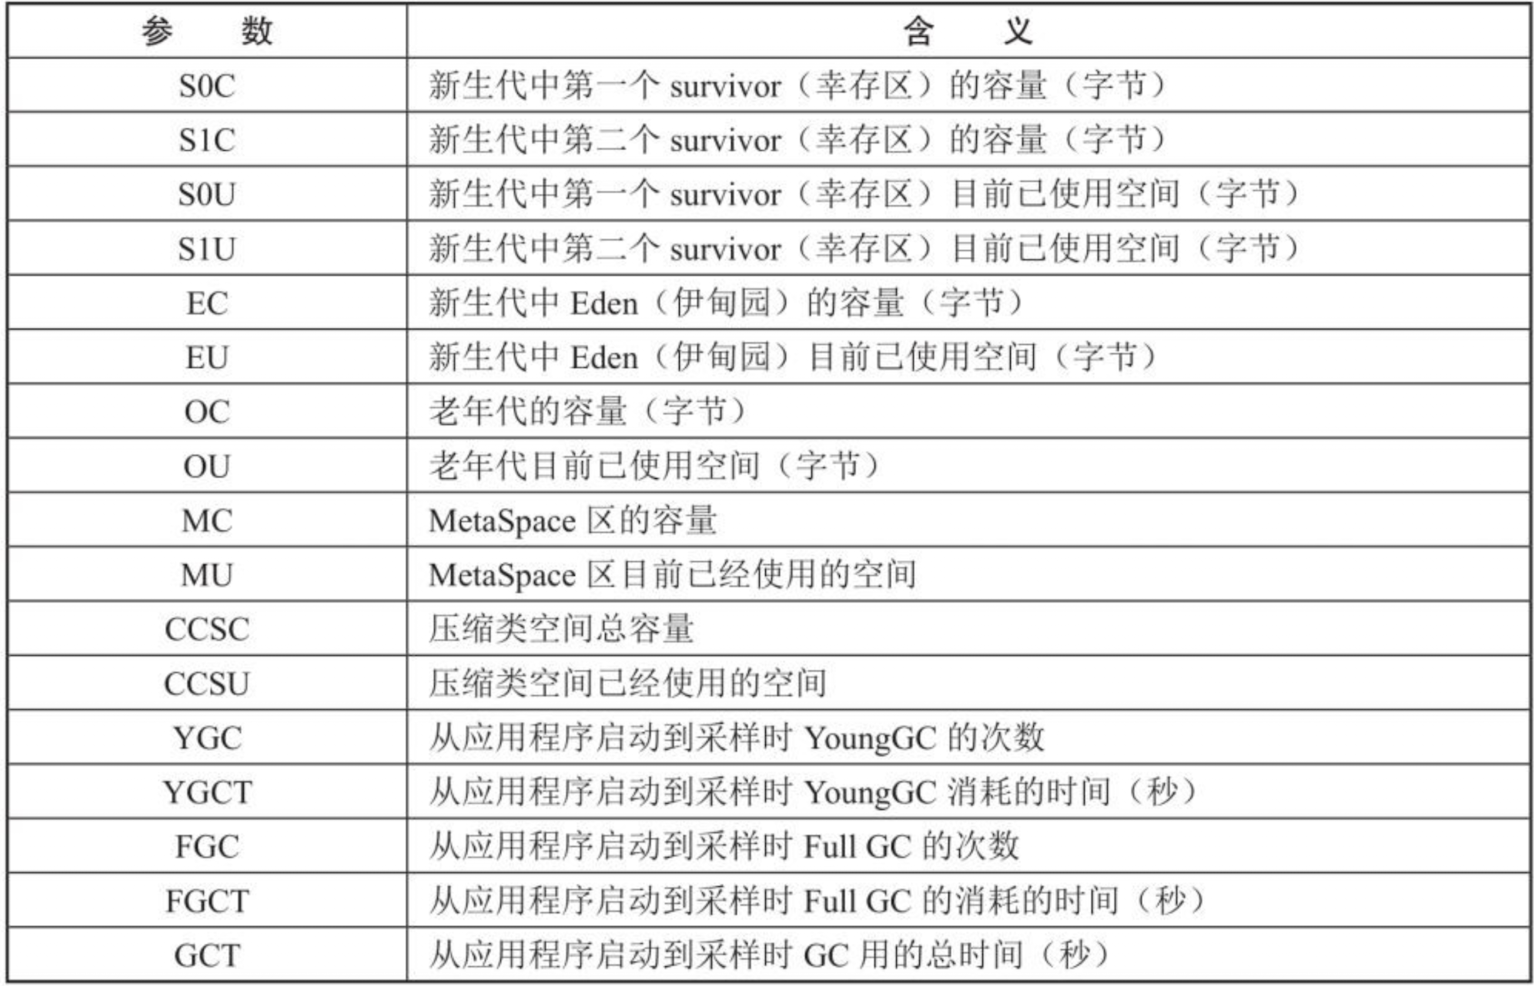 参 数 含 义
S0C 新生代中第一个 survivor（幸存区）的容量（字节）
S1C 新生代中第二个 survivor（幸存区）的容量（字节）
S0U 新生代中第一个 survivor（幸存区）目前已使用空间（字节）
S1U 新生代中第二个 survivor（幸存区）目前已使用空间（字节）
EC 新生代中 Eden（伊甸园）的容量（字节）
EU 新生代中 Eden（伊甸园）目前已使用空间（字节）
OC 老年代的容量（字节）
OU 老年代目前已使用空间（字节）
MC MetaSpace 区的容量
MU MetaSpace 区目前已经使用的空间
CCSC 压缩类空间总容量
CCSU 压缩类空间已经使用的空间
YGC 从应用程序启动到采样时 YoungGC 的次数
YGCT 从应用程序启动到采样时 YoungGC 消耗的时间（秒）
FGC 从应用程序启动到采样时 Full GC 的次数
FGCT 从应用程序启动到采样时 Full GC 的消耗的时间（秒）
GCT 从应用程序启动到采样时 GC 用的总时间（秒）